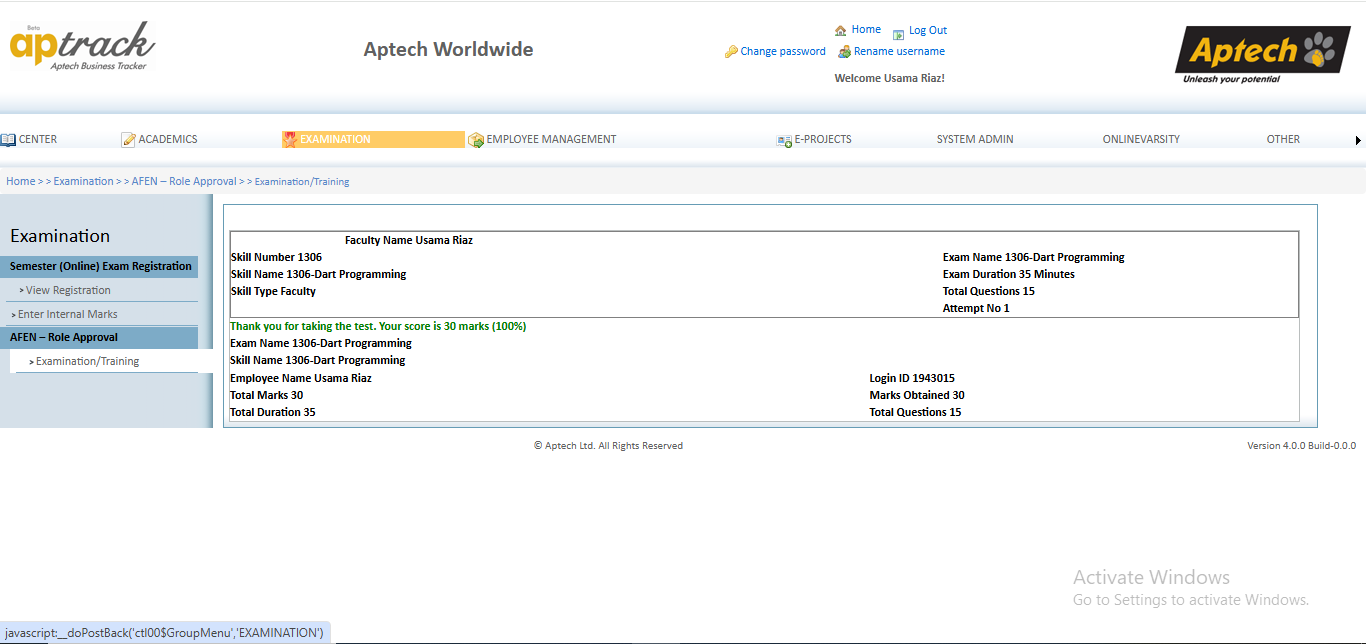 Beta
aptrack
Aptech Business Tracker
Aptech Worldwide
Home Log Out
Change password Rename username
Welcome Usama Riaz!
Aptech
Unleash your potential
CENTER ACADEMICS EXAMINATION EMPLOYEE MANAGEMENT E-PROJECTS SYSTEM ADMIN ONLINEVARSITY OTHER
Home > > Examination > > AFEN – Role Approval > > Examination/Training
Examination
Semester (Online) Exam Registration
> View Registration
> Enter Internal Marks
AFEN – Role Approval
> Examination/Training
Faculty Name Usama Riaz
Skill Number 1306 Exam Name 1306-Dart Programming
Skill Name 1306-Dart Programming Exam Duration 35 Minutes
Skill Type Faculty Total Questions 15
Attempt No 1
Thank you for taking the test. Your score is 30 marks (100%)
Exam Name 1306-Dart Programming
Skill Name 1306-Dart Programming
Employee Name Usama Riaz Login ID 1943015
Total Marks 30 Marks Obtained 30
Total Duration 35 Total Questions 15
© Aptech Ltd. All Rights Reserved Version 4.0.0 Build-0.0.0
Activate Windows
Go to Settings to activate Windows.
javascript:__doPostBack('ctl00$GroupMenu','EXAMINATION')